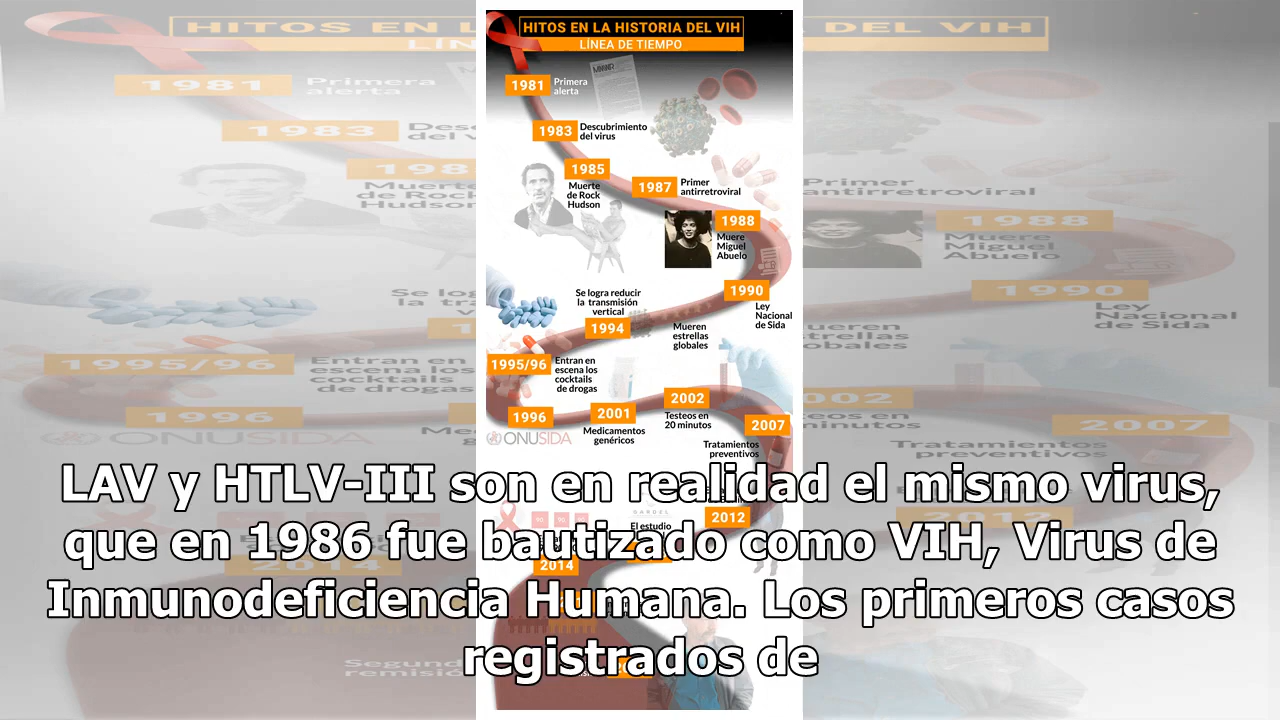 HITOS EN LA HISTORIA DEL VIH
LÍNEA DE TIEMPO
1981
Primera
alerta
1983
Descubrimiento
del virus
1985
Muerte
de Rock
Hudson
1987
Primer
antirretroviral
1988
Muere
Miguel
Abuelo
1990
Ley
Nacional
de Sida
Se logra reducir
la transmisión
vertical
1994
Mueren
estrellas
globales
1995/96
Entran en
escena los
cocktails
de drogas
1996
ONUSIDA
2001
Medicamentos
genéricos
2002
Testeos en
20 minutos
2007
Tratamientos
preventivos
2012
El estudio
2014
LAV y HTLV-III son en realidad el mismo virus,
que en 1986 fue bautizado como VIH, Virus de
Inmunodeficiencia Humana. Los primeros casos
registrados de